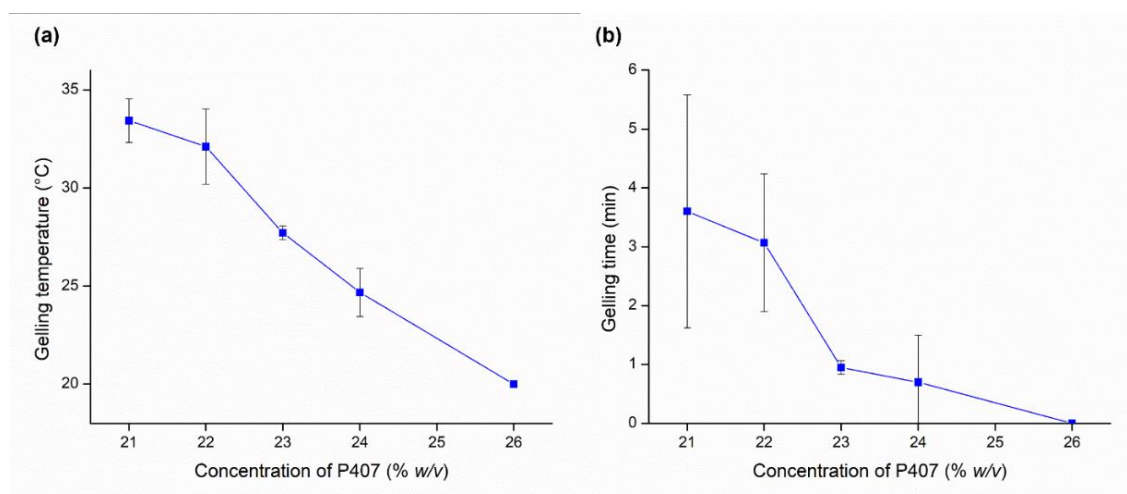 (a)
Gelling temperature (°C)
35
30
25
20
21 22 23 24 25 26
Concentration of P407 (% w/v)
(b)
Gelling time (min)
6
5
4
3
2
1
0
21 22 23 24 25 26
Concentration of P407 (% w/v)